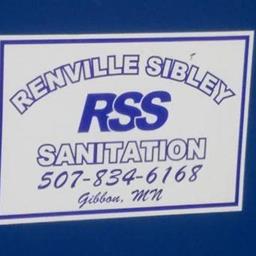 RENVILLE SIBLEY
RSS
SANITATION
507-834-6168
Gibbon, MN